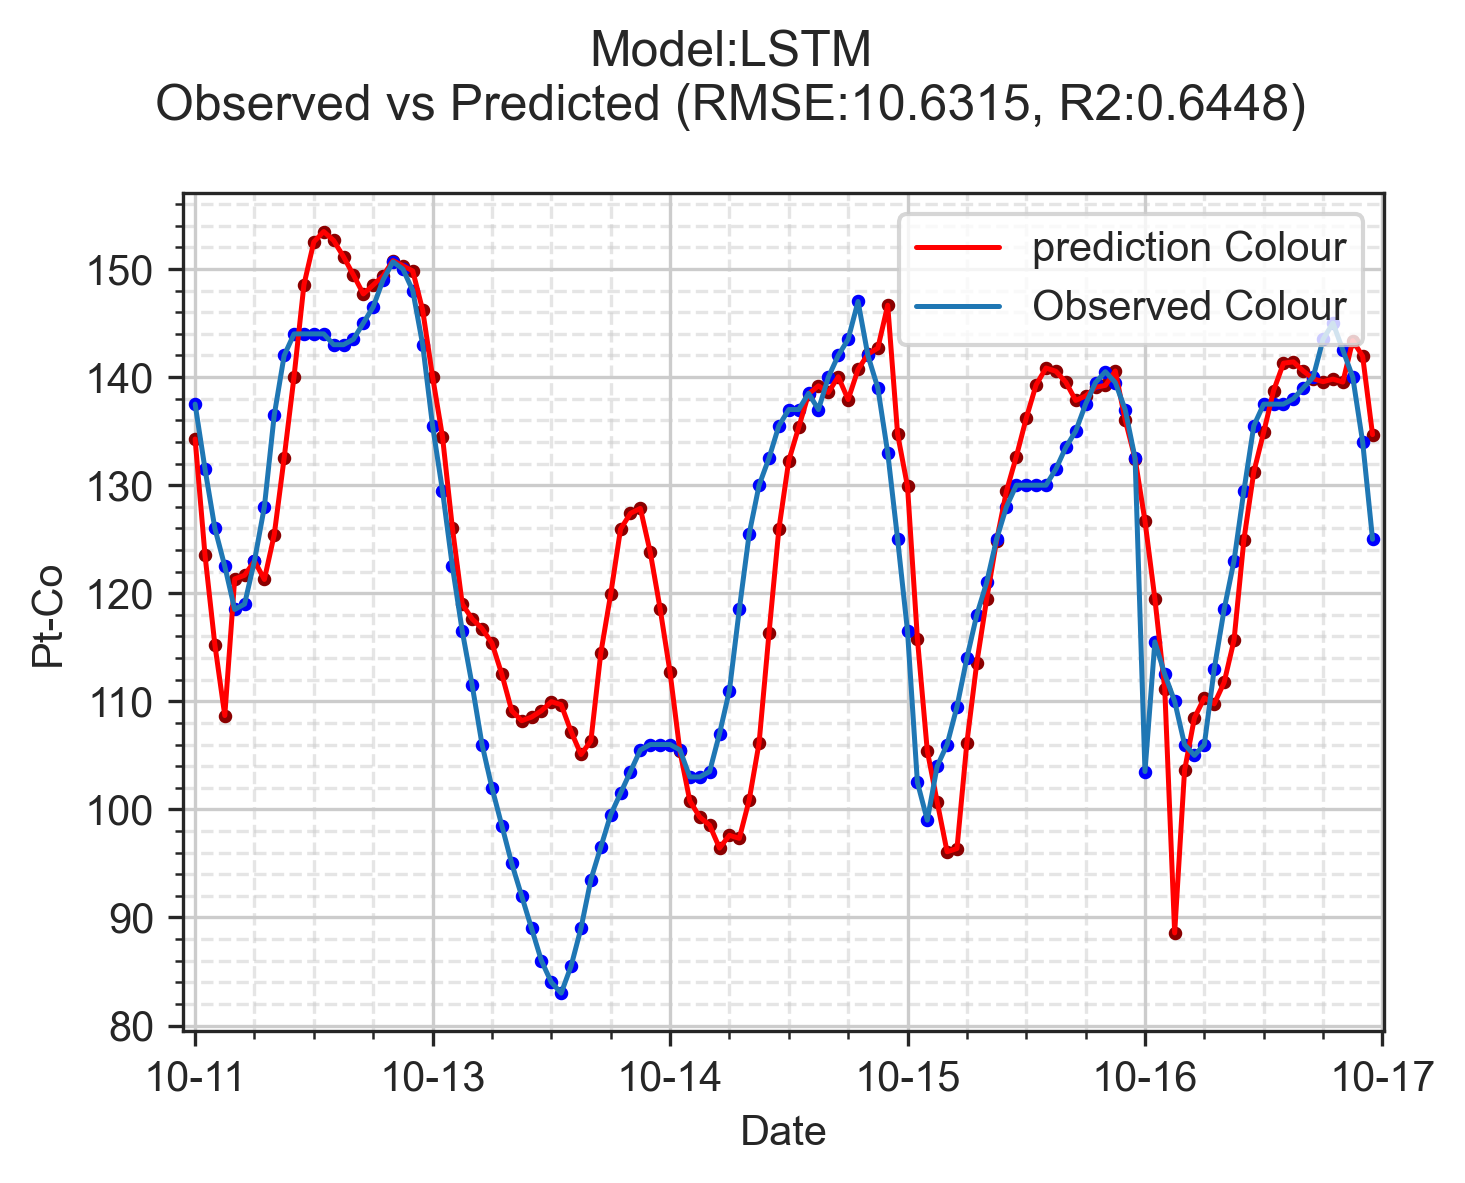 Model:LSTM
Observed vs Predicted (RMSE:10.6315, R2:0.6448)
prediction Colour
Observed Colour
150
140
130
120
110
100
90
80
Pt-Co
10-11
10-13
10-14
10-15
10-16
10-17
Date